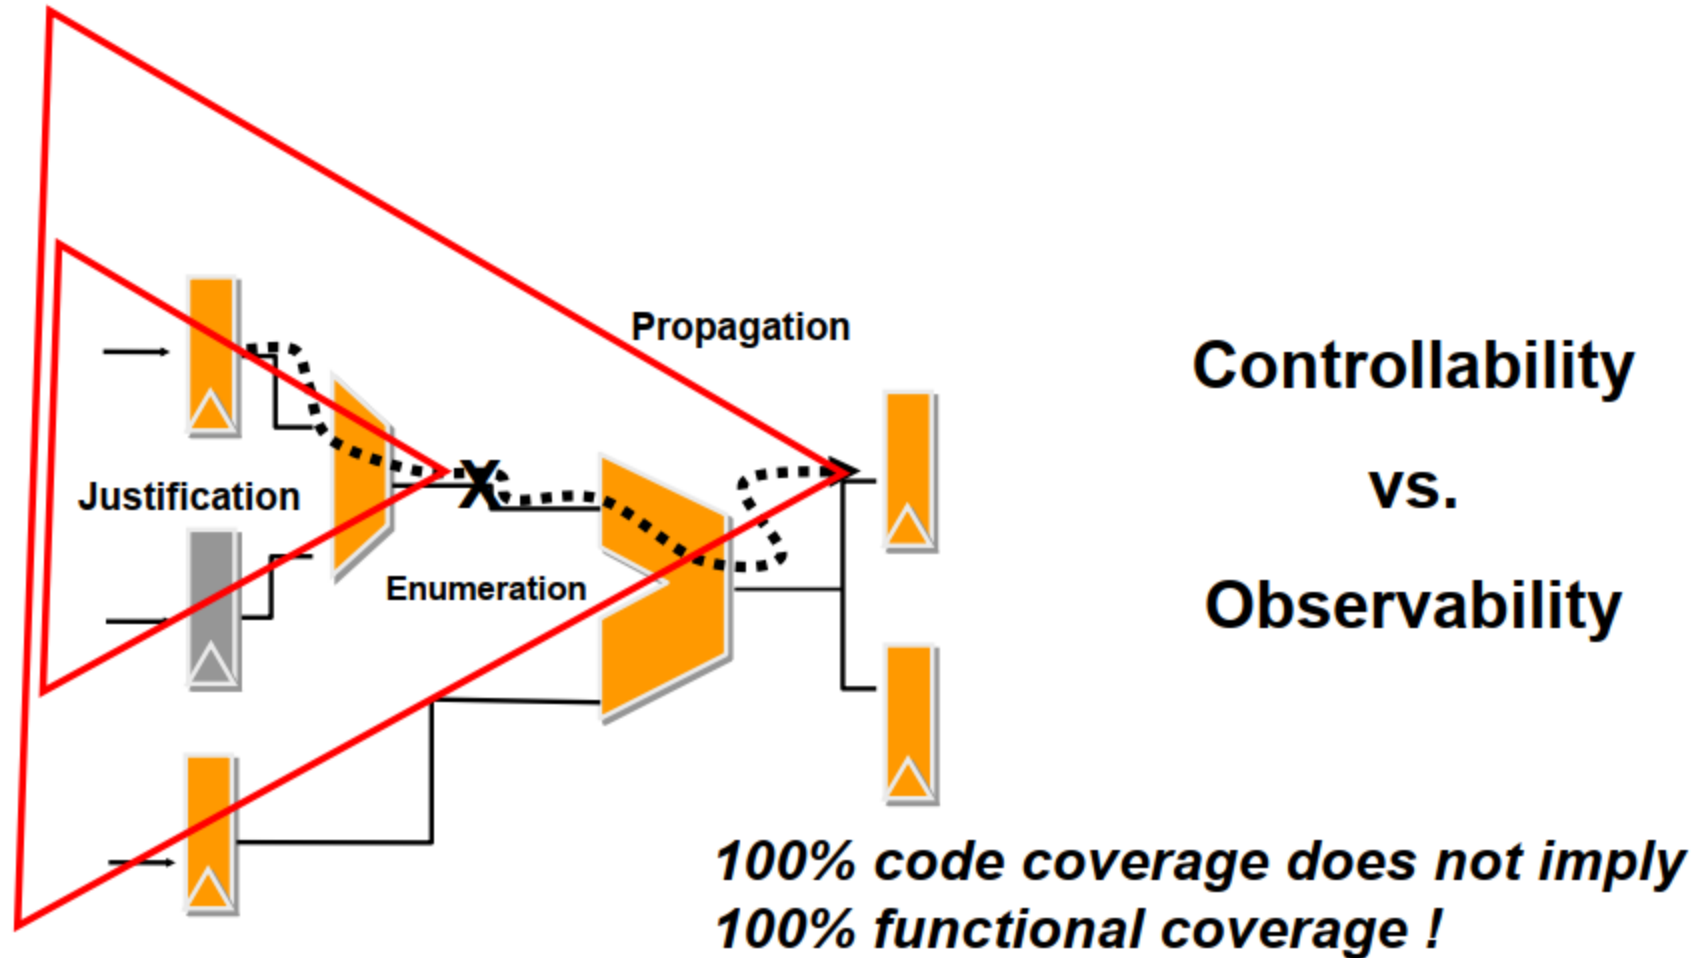 Propagation
Controllability
Justification
vs.
Enumeration
X
Observability
100% code coverage does not imply
100% functional coverage !